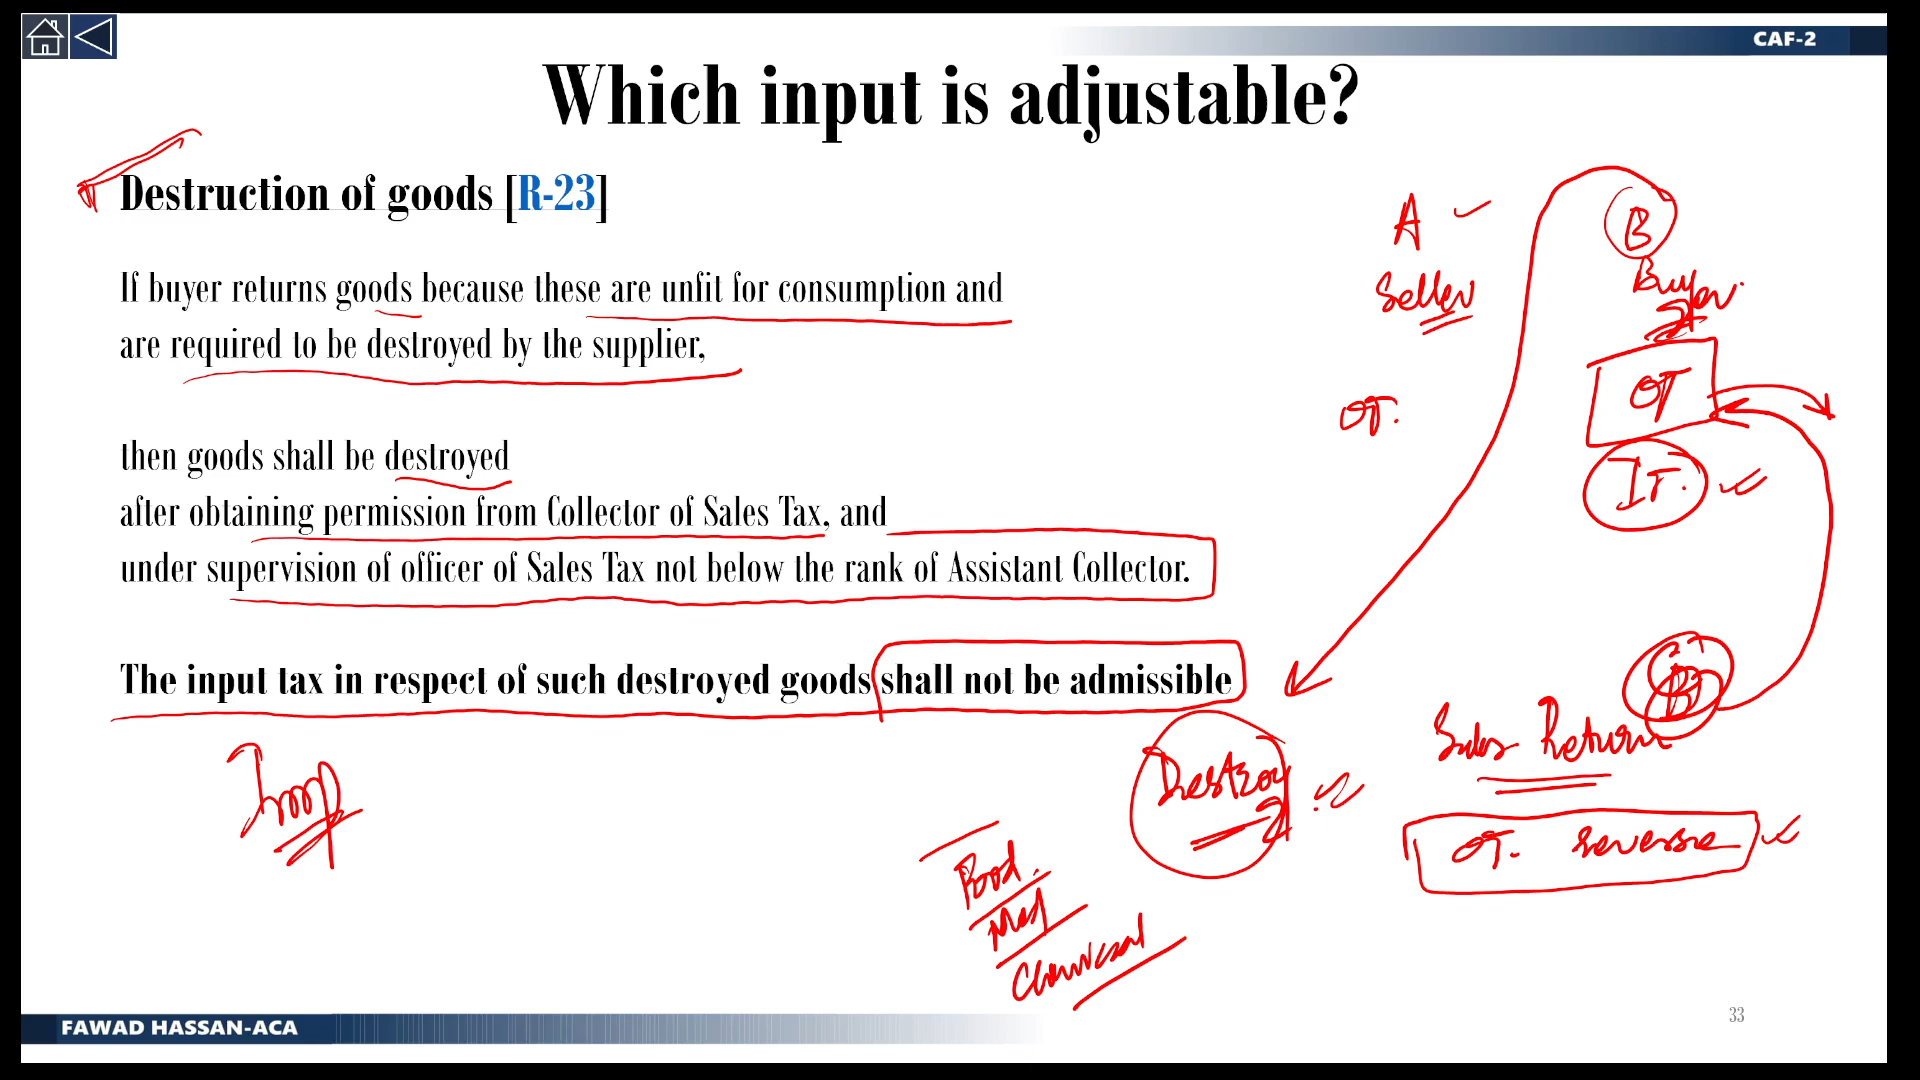 CAF-2
Which input is adjustable?
Destruction of goods [R-23]
If buyer returns goods because these are unfit for consumption and
are required to be destroyed by the supplier,
then goods shall be destroyed
after obtaining permission from Collector of Sales Tax, and
under supervision of officer of Sales Tax not below the rank of Assistant Collector.
The input tax in respect of such destroyed goods shall not be admissible
Imp
A
Seller
OT.
B
Buyer
OT
IT.
Sales Return
OT. reverse
Destroy
Food
Med
Chemical
FAWAD HASSAN-ACA
33